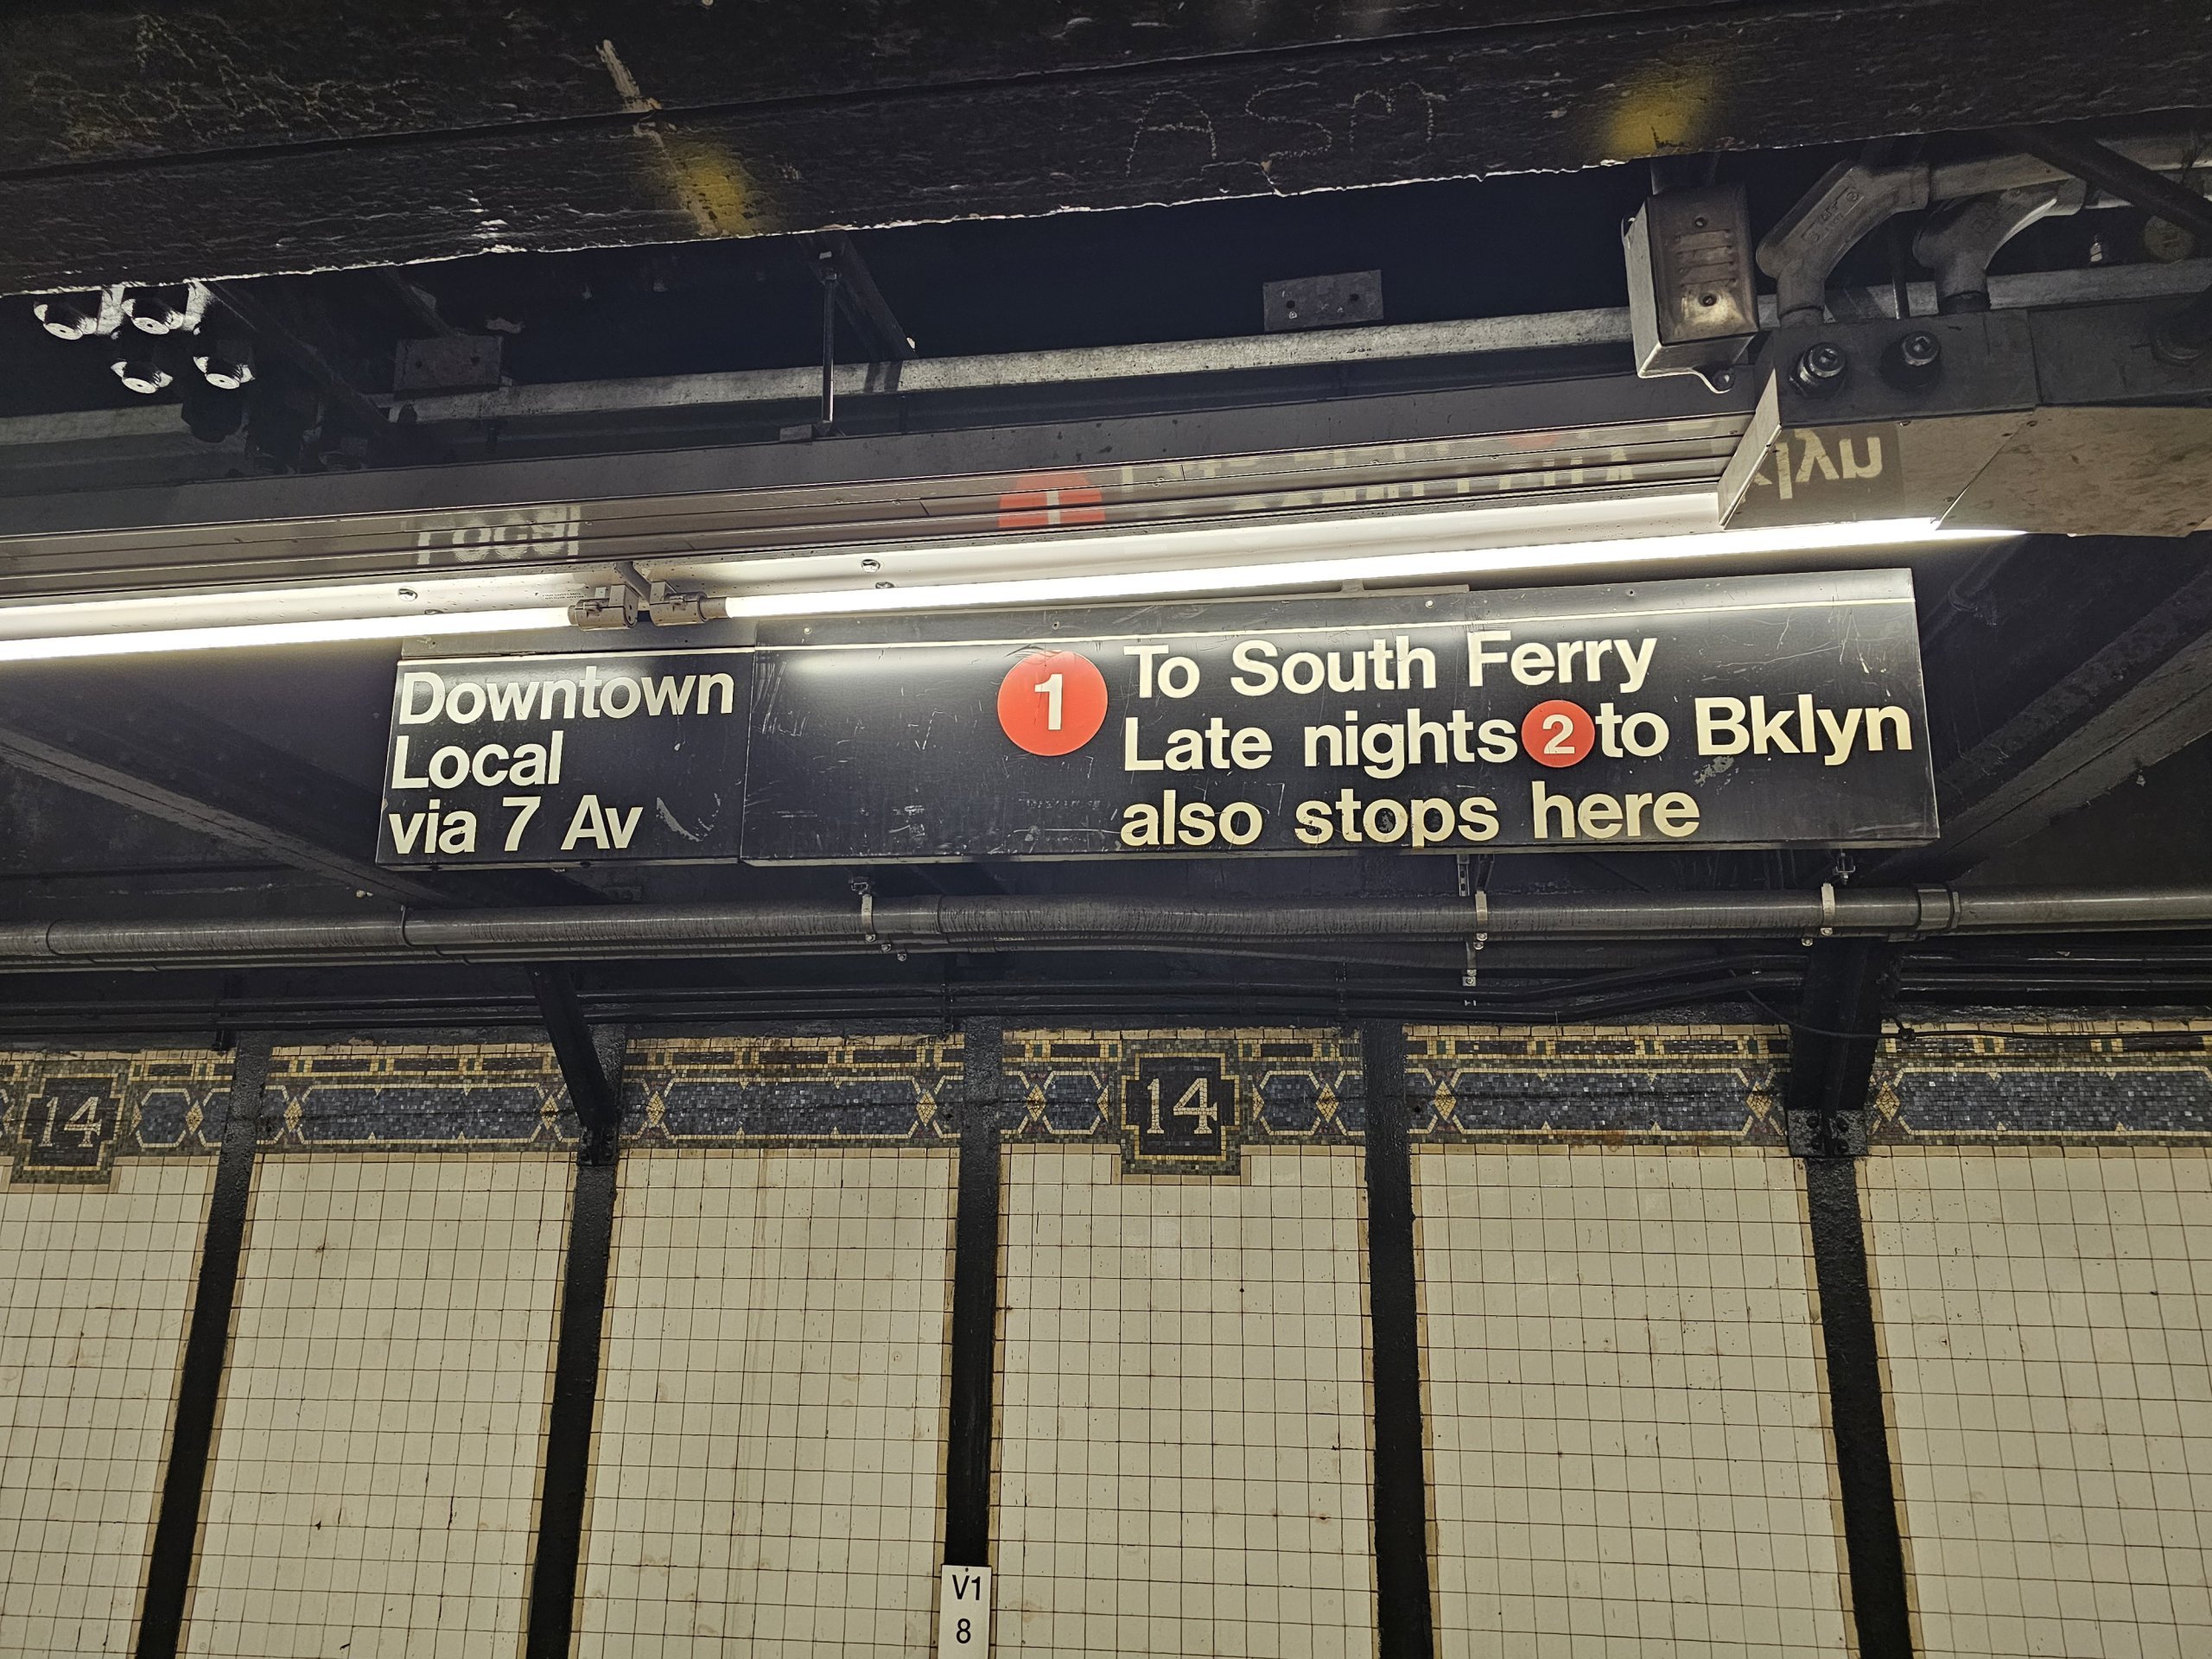 ASM
Downtown
Local
via 7 Av
1 To South Ferry
Late nights 2 to Bklyn
also stops here
14
14
V1
8